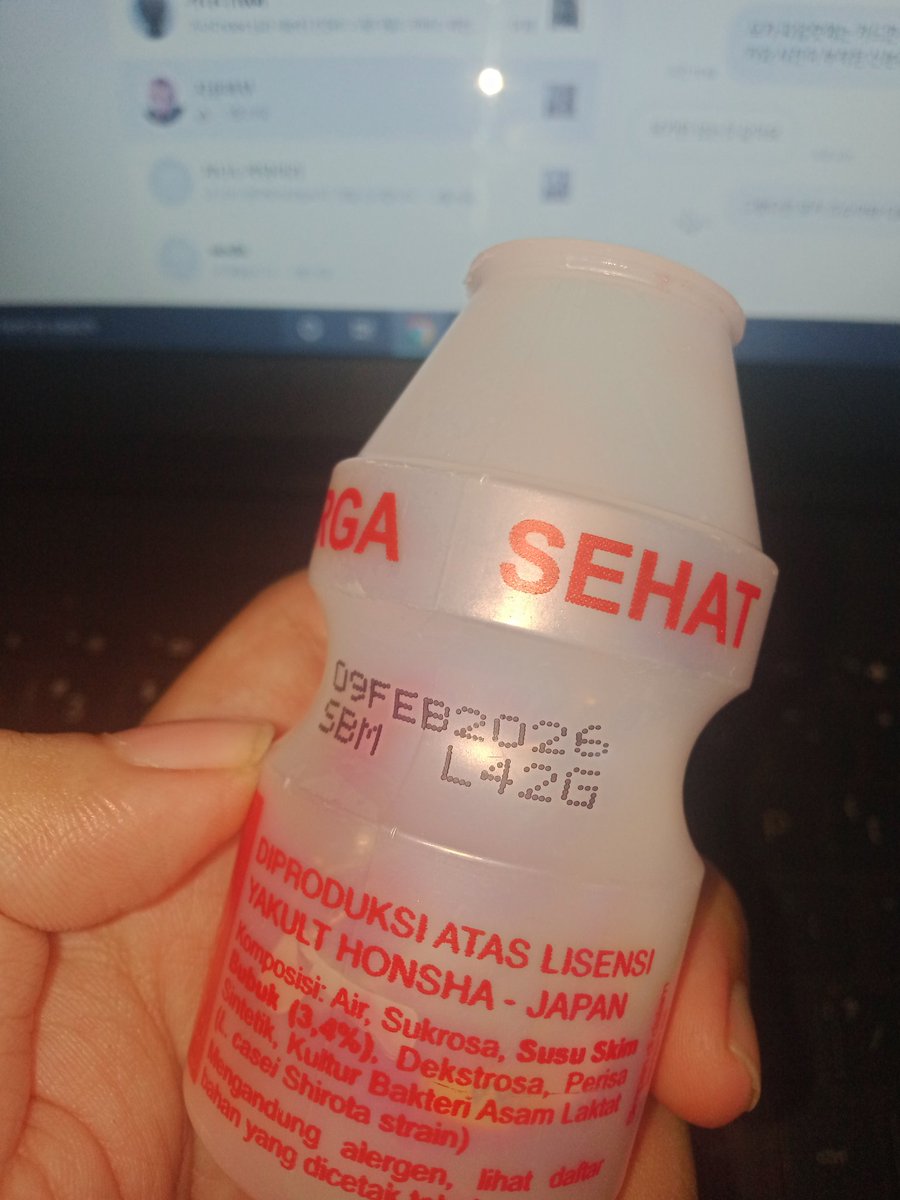 RGA SEHAT
09FEB2026
SBM L42G
DIPRODUKSI ATAS LISENSI
YAKULT HONSHA - JAPAN
Komposisi: Air, Sukrosa, Susu Skim
Bubuk (3,4%), Dekstrosa, Perisa
Sintetik, Kultur Bakteri Asam Laktat
(L. casei Shirota strain)
Mengandung alergen, lihat daftar
bahan yang dicetak